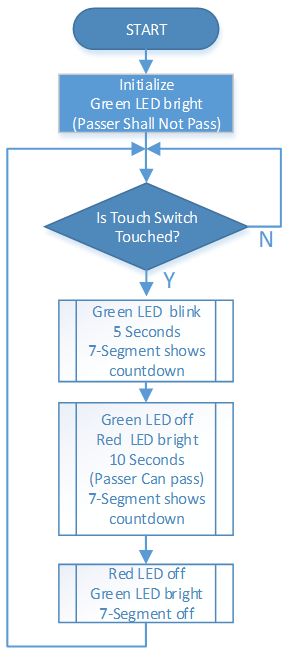 START
Initialize
Green LED bright
(Passer Shall Not Pass)
Is Touch Switch
Touched?
N
Y
Green LED blink
5 Seconds
7-Segment shows
countdown
Green LED off
Red LED bright
10 Seconds
(Passer Can pass)
7-Segment shows
countdown
Red LED off
Green LED bright
7-Segment off